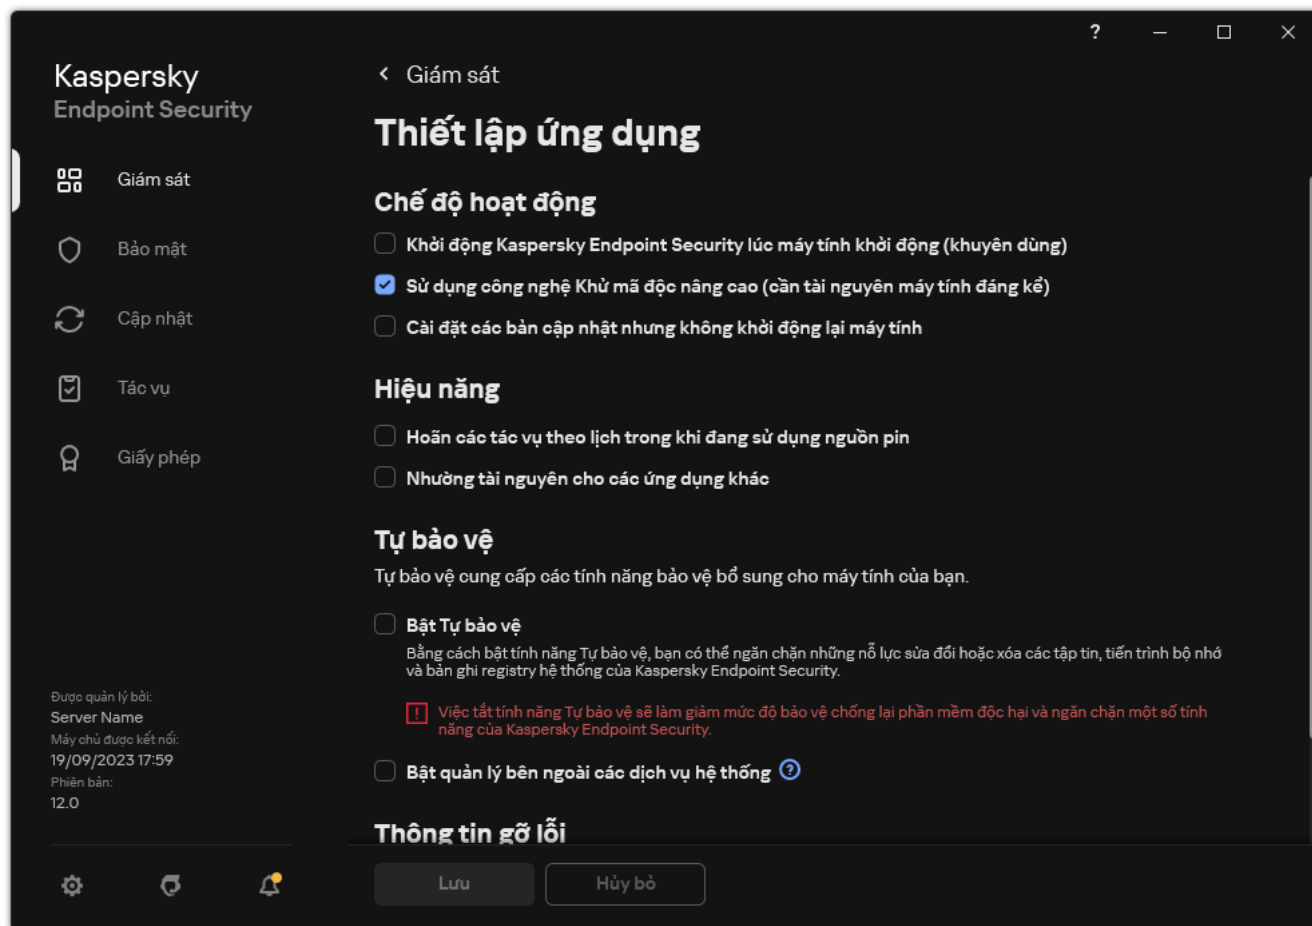 ?
Kaspersky
Endpoint Security
Giám sát
Bảo mật
Cập nhật
Tác vụ
Giấy phép
Được quản lý bởi:
Server Name
Máy chủ được kết nối:
19/09/2023 17:59
Phiên bản:
12.0
Giám sát
Thiết lập ứng dụng
Chế độ hoạt động
Khởi động Kaspersky Endpoint Security lúc máy tính khởi động (khuyên dùng)
Sử dụng công nghệ Khử mã độc nâng cao (cần tài nguyên máy tính đáng kể)
Cài đặt các bản cập nhật nhưng không khởi động lại máy tính
Hiệu năng
Hoãn các tác vụ theo lịch trong khi đang sử dụng nguồn pin
Nhường tài nguyên cho các ứng dụng khác
Tự bảo vệ
Tự bảo vệ cung cấp các tính năng bảo vệ bổ sung cho máy tính của bạn.
Bật Tự bảo vệ
Bằng cách bật tính năng Tự bảo vệ, bạn có thể ngăn chặn những nỗ lực sửa đổi hoặc xóa các tập tin, tiến trình bộ nhớ
và bản ghi registry hệ thống của Kaspersky Endpoint Security.
Việc tắt tính năng Tự bảo vệ sẽ làm giảm mức độ bảo vệ chống lại phần mềm độc hại và ngăn chặn một số tính
năng của Kaspersky Endpoint Security.
Bật quản lý bên ngoài các dịch vụ hệ thống ?
Thông tin gỡ lỗi
Lưu
Hủy bỏ